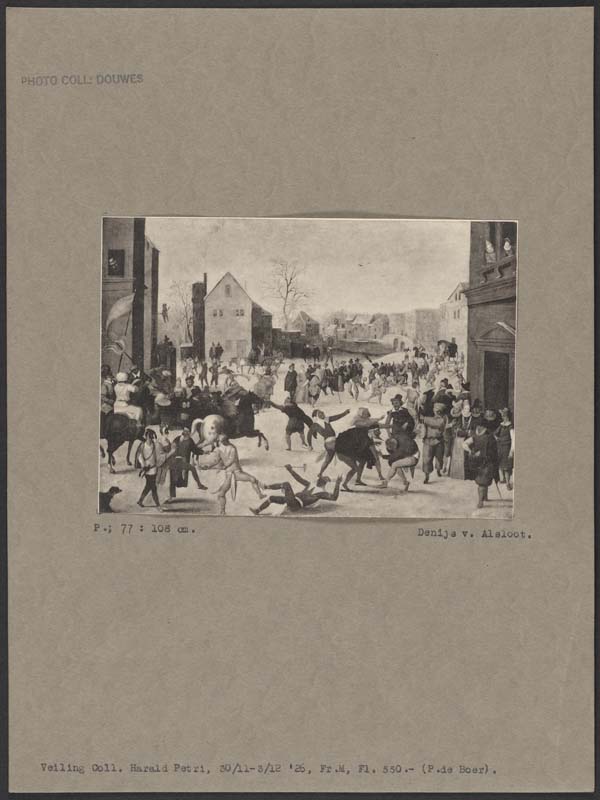 PHOTO COLL: DOUWES
P.; 77 : 108 cm.
Denijs v. Alsloot.
Veiling Coll. Harald Petri, 30/11-3/12 '26, Fr.M, Fl. 550.- (P.de Boer).